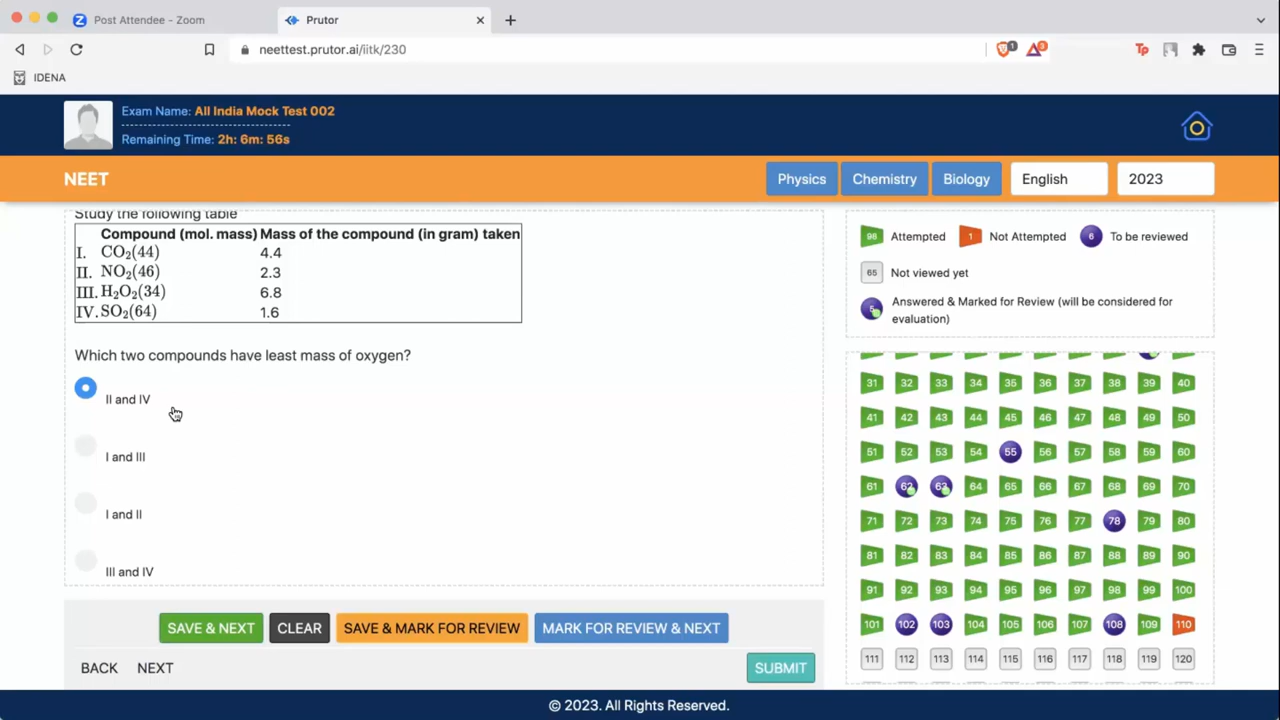 Post Attendee - Zoom
Prutor
neettest.prutor.ai/iitk/230
1
3
Tp
IDENA
Exam Name: All India Mock Test 002
Remaining Time: 2h: 6m: 56s
NEET
Physics
Chemistry
Biology
English
2023
Study the following table
Compound (mol. mass) Mass of the compound (in gram) taken
I. CO₂(44) 4.4
II. NO₂(46) 2.3
III. H₂O₂(34) 6.8
IV. SO₂(64) 1.6
Which two compounds have least mass of oxygen?
II and IV
I and III
I and II
III and IV
SAVE & NEXT
CLEAR
SAVE & MARK FOR REVIEW
MARK FOR REVIEW & NEXT
BACK
NEXT
SUBMIT
98 Attempted
1 Not Attempted
6 To be reviewed
65 Not viewed yet
5 Answered & Marked for Review (will be considered for
evaluation)
31 32 33 34 35 36 37 38 39 40
41 42 43 44 45 46 47 48 49 50
51 52 53 54 55 56 57 58 59 60
61 62 63 64 65 66 67 68 69 70
71 72 73 74 75 76 77 78 79 80
81 82 83 84 85 86 87 88 89 90
91 92 93 94 95 96 97 98 99 100
101 102 103 104 105 106 107 108 109 110
111 112 113 114 115 116 117 118 119 120
© 2023. All Rights Reserved.